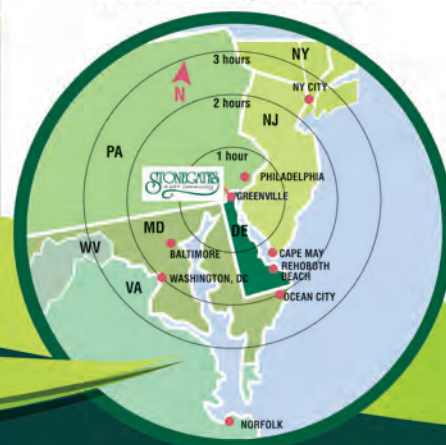 3 hours
NY
NY CITY
N
2 hours
NJ
PA
1 hour
STONEGATES
PHILADELPHIA
GREENVILLE
MD
DE
WV
BALTIMORE
CAPE MAY
REHOBOTH
BEACH
VA
WASHINGTON, DC
OCEAN CITY
NORFOLK